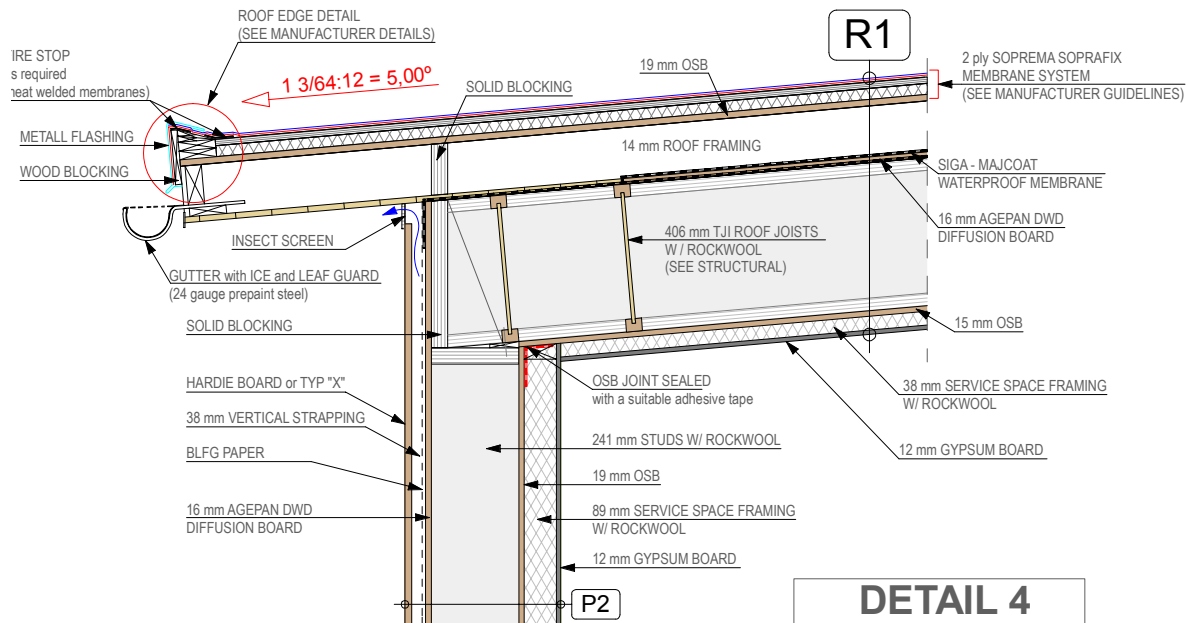 ROOF EDGE DETAIL
(SEE MANUFACTURER DETAILS)
R1
IRE STOP
s required
heat welded membranes)
1 3/64:12 = 5,00º
19 mm OSB
2 ply SOPREMA SOPRAFIX
MEMBRANE SYSTEM
(SEE MANUFACTURER GUIDELINES)
SOLID BLOCKING
METALL FLASHING
14 mm ROOF FRAMING
WOOD BLOCKING
SIGA - MAJCOAT
WATERPROOF MEMBRANE
16 mm AGEPAN DWD
DIFFUSION BOARD
INSECT SCREEN
406 mm TJI ROOF JOISTS
W / ROCKWOOL
(SEE STRUCTURAL)
GUTTER with ICE and LEAF GUARD
(24 gauge prepaint steel)
SOLID BLOCKING
15 mm OSB
HARDIE BOARD or TYP "X"
OSB JOINT SEALED
with a suitable adhesive tape
38 mm SERVICE SPACE FRAMING
W/ ROCKWOOL
38 mm VERTICAL STRAPPING
241 mm STUDS W/ ROCKWOOL
12 mm GYPSUM BOARD
BLFG PAPER
19 mm OSB
16 mm AGEPAN DWD
DIFFUSION BOARD
89 mm SERVICE SPACE FRAMING
W/ ROCKWOOL
12 mm GYPSUM BOARD
P2
DETAIL 4